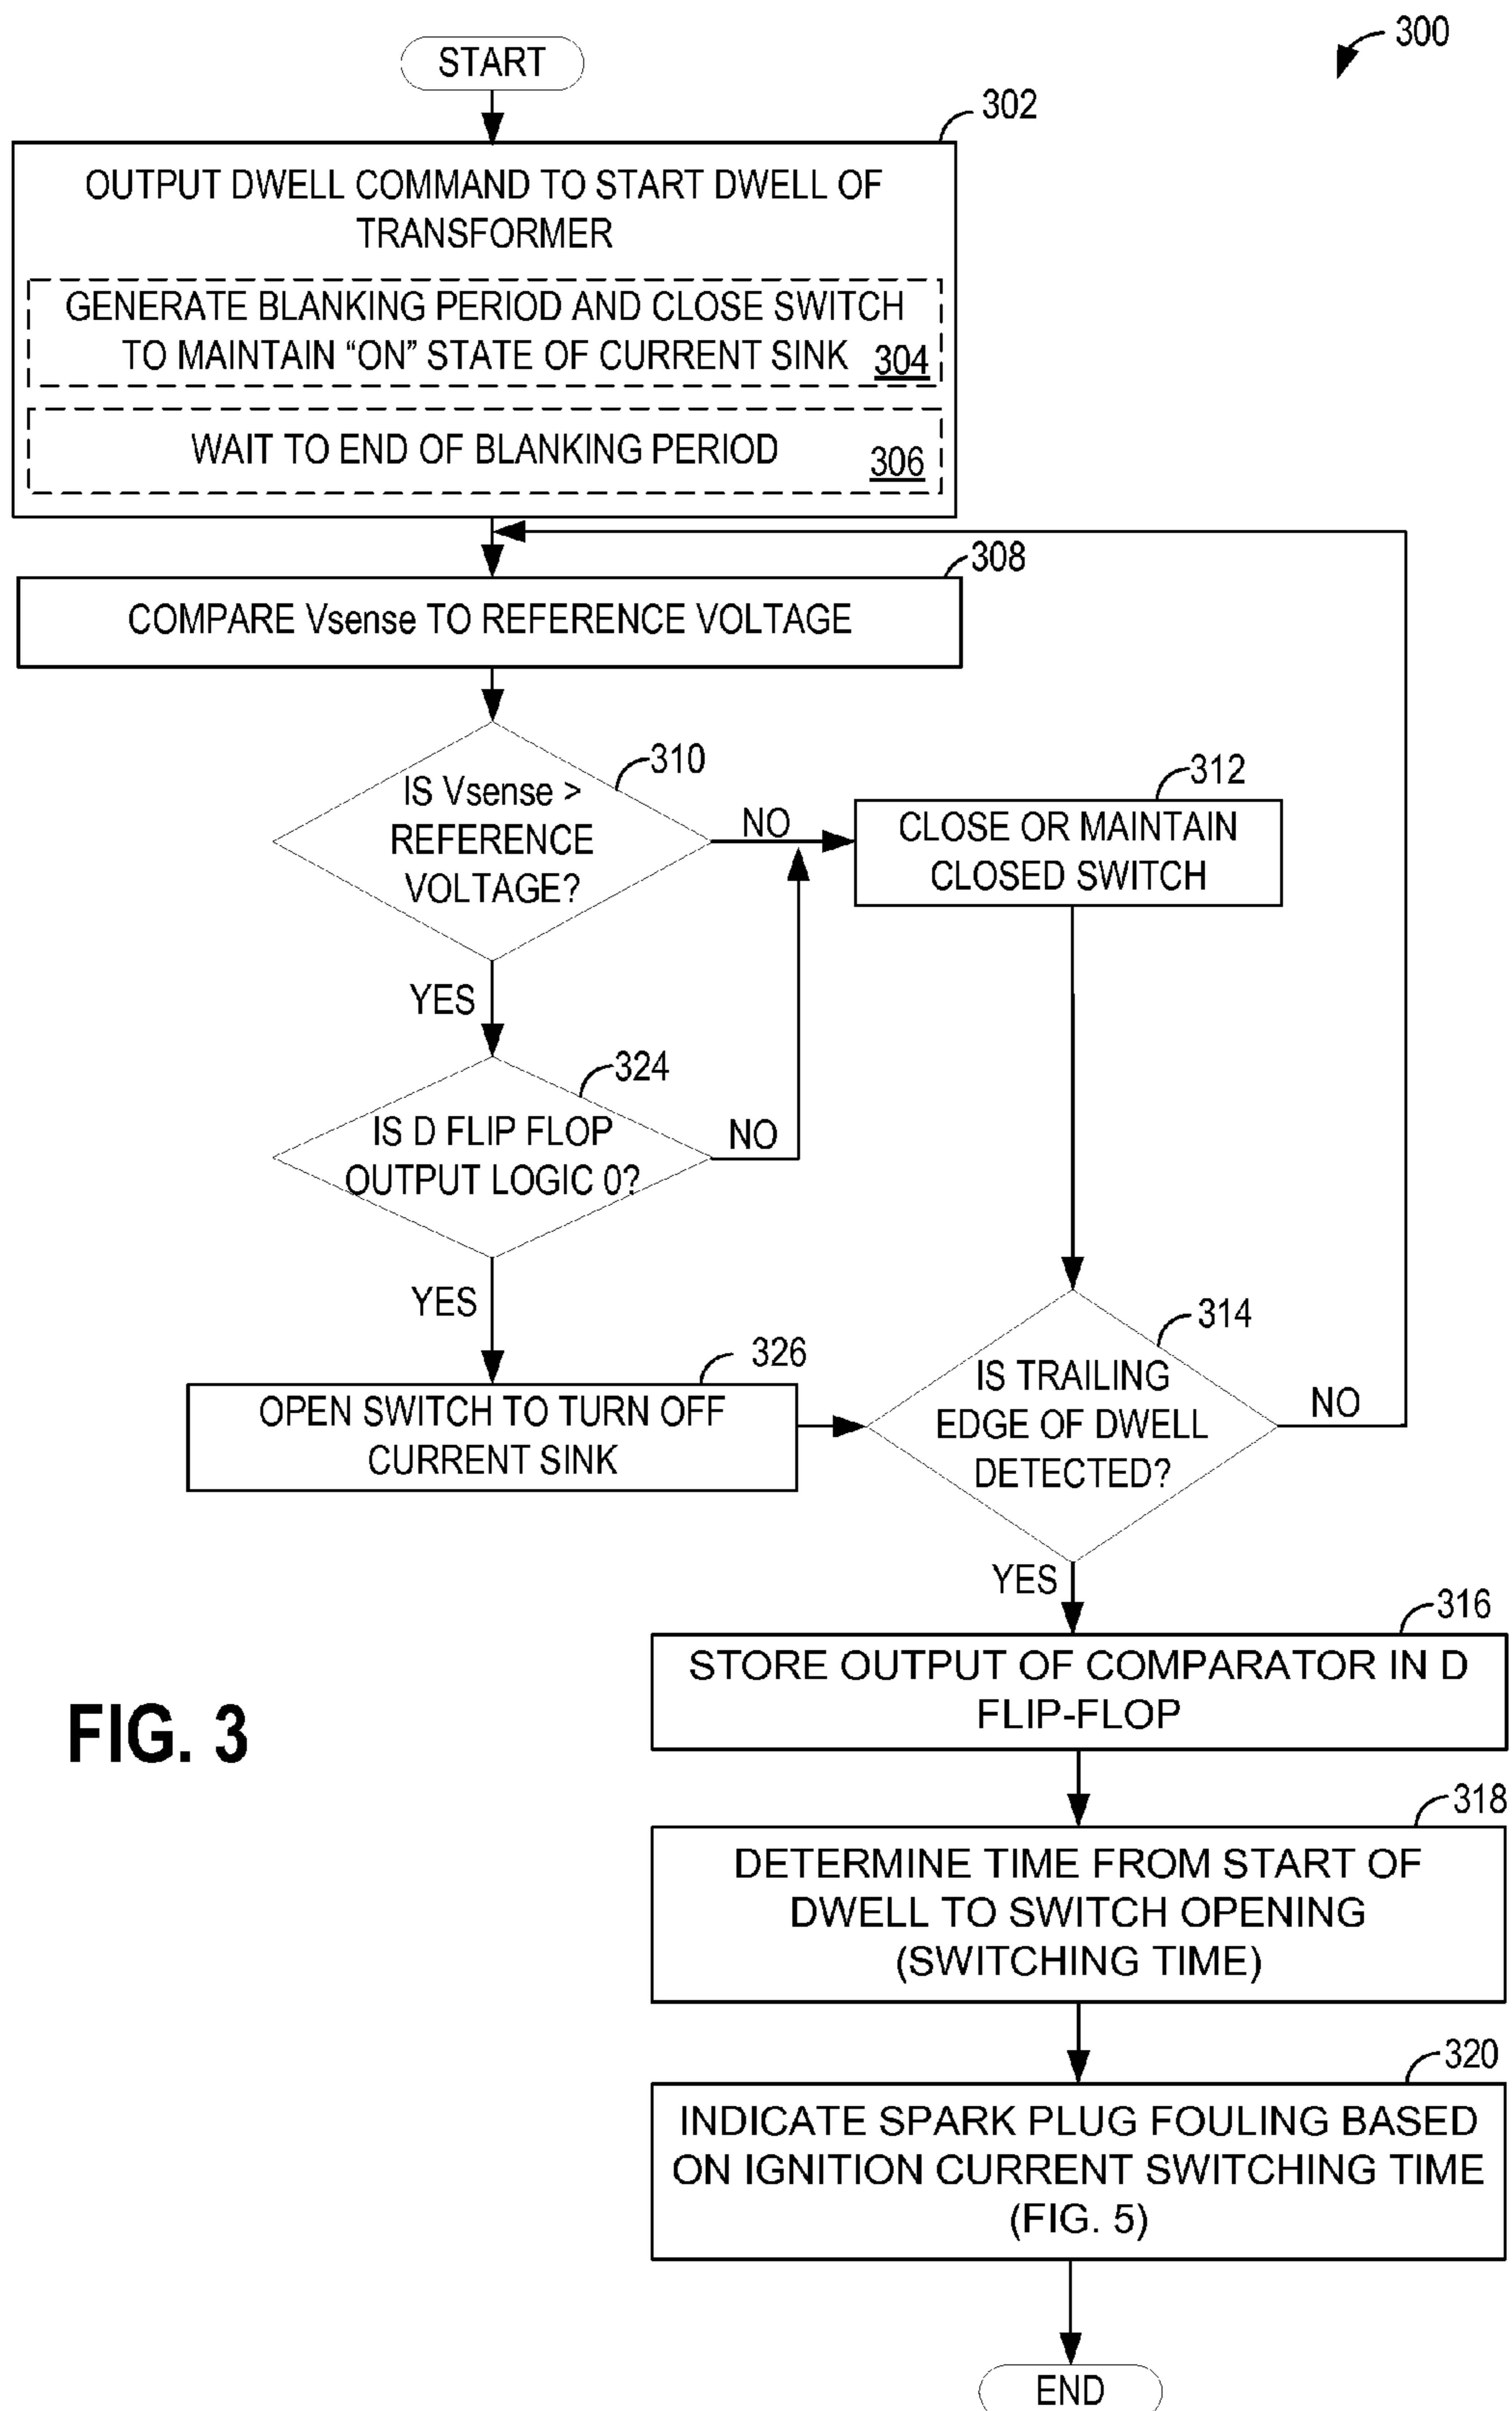 300
START
302
OUTPUT DWELL COMMAND TO START DWELL OF
TRANSFORMER
GENERATE BLANKING PERIOD AND CLOSE SWITCH
TO MAINTAIN “ON” STATE OF CURRENT SINK 304
WAIT TO END OF BLANKING PERIOD 306
308
COMPARE Vsense TO REFERENCE VOLTAGE
310
IS Vsense >
REFERENCE
VOLTAGE?
NO
312
CLOSE OR MAINTAIN
CLOSED SWITCH
YES
324
IS D FLIP FLOP
OUTPUT LOGIC 0?
NO
YES
326
OPEN SWITCH TO TURN OFF
CURRENT SINK
314
IS TRAILING
EDGE OF DWELL
DETECTED?
NO
YES
316
STORE OUTPUT OF COMPARATOR IN D
FLIP-FLOP
FIG. 3
318
DETERMINE TIME FROM START OF
DWELL TO SWITCH OPENING
(SWITCHING TIME)
320
INDICATE SPARK PLUG FOULING BASED
ON IGNITION CURRENT SWITCHING TIME
(FIG. 5)
END